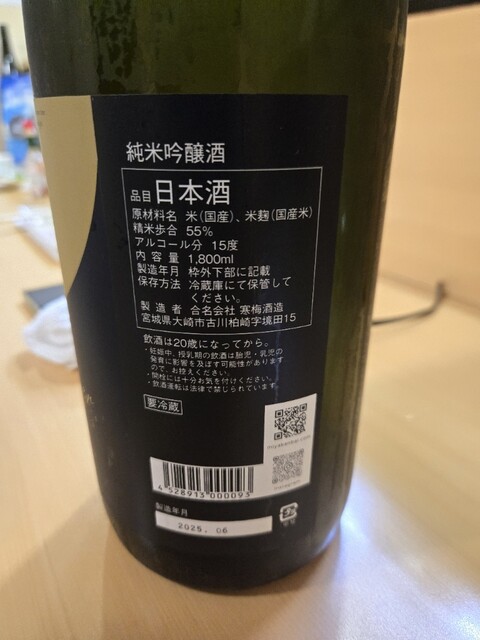 純米吟醸酒
品目 日本酒
原材料名 米(国産)、米麹(国産米)
精米歩合 55%
アルコール分 15度
内容量 1,800ml
製造年月 枠外下部に記載
保存方法 冷蔵庫にて保管して
ください。
製造者 合名会社 寒梅酒造
宮城県大崎市古川柏崎字境田15
飲酒は20歳になってから。
・妊娠中、授乳期の飲酒は胎児・乳児の
発育に影響を及ぼす可能性があります
ので、お控えください。
・開栓には十分お気を付けください。
・飲酒運転は法律で禁じられています。
要冷蔵
4 528913 000093
製造年月
2025. 06